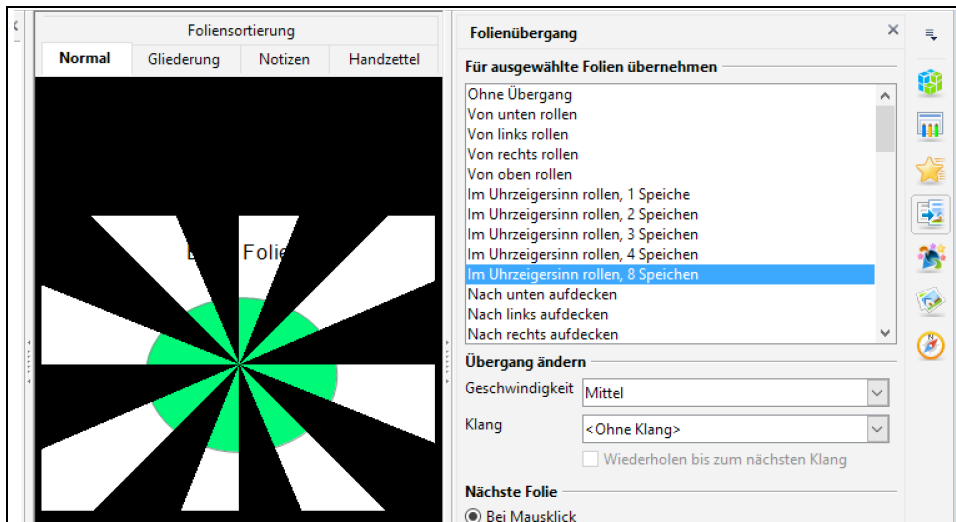 Foliensortierung
Normal Gliederung Notizen Handzettel
Folie
Folienübergang
Für ausgewählte Folien übernehmen
Ohne Übergang
Von unten rollen
Von links rollen
Von rechts rollen
Von oben rollen
Im Uhrzeigersinn rollen, 1 Speiche
Im Uhrzeigersinn rollen, 2 Speichen
Im Uhrzeigersinn rollen, 3 Speichen
Im Uhrzeigersinn rollen, 4 Speichen
Im Uhrzeigersinn rollen, 8 Speichen
Nach unten aufdecken
Nach links aufdecken
Nach rechts aufdecken
Übergang ändern
Geschwindigkeit Mittel
Klang <Ohne Klang>
Wiederholen bis zum nächsten Klang
Nächste Folie
Bei Mausklick